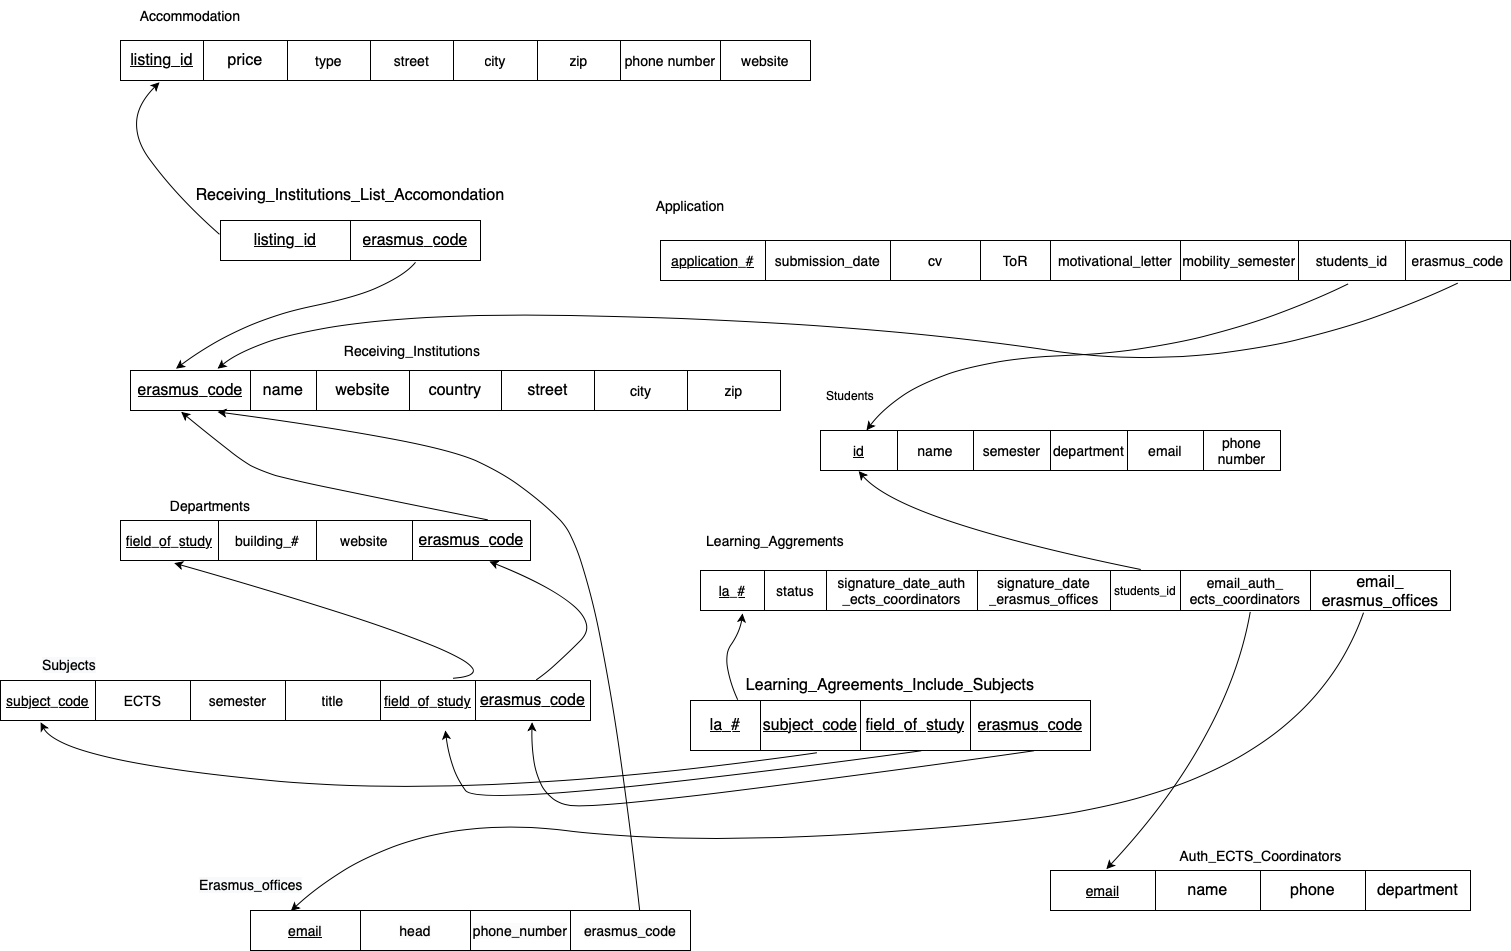 Accommodation
listing_id price type street city zip phone number website
Receiving_Institutions_List_Accomondation
listing_id erasmus_code
Application
application_# submission_date cv ToR motivational_letter mobility_semester students_id erasmus_code
Receiving_Institutions
erasmus_code name website country street city zip
Students
id name semester department email phone
number
Departments
field_of_study building_# website erasmus_code
Learning_Aggrements
la_# status signature_date_auth
_ects_coordinators signature_date
_erasmus_offices students_id email_auth_
ects_coordinators email_
erasmus_offices
Subjects
subject_code ECTS semester title field_of_study erasmus_code
Learning_Agreements_Include_Subjects
la_# subject_code field_of_study erasmus_code
Auth_ECTS_Coordinators
email name phone department
Erasmus_offices
email head phone_number erasmus_code